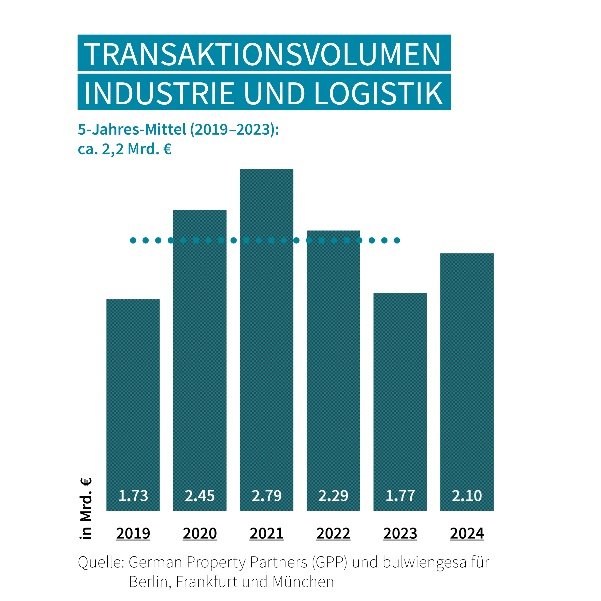 TRANSAKTIONSVOLUMEN
INDUSTRIE UND LOGISTIK
5-Jahres-Mittel (2019–2023):
ca. 2,2 Mrd. €
in Mrd. €
1.73 2.45 2.79 2.29 1.77 2.10
2019 2020 2021 2022 2023 2024
Quelle: German Property Partners (GPP) und bulwiengesa für
Berlin, Frankfurt und München